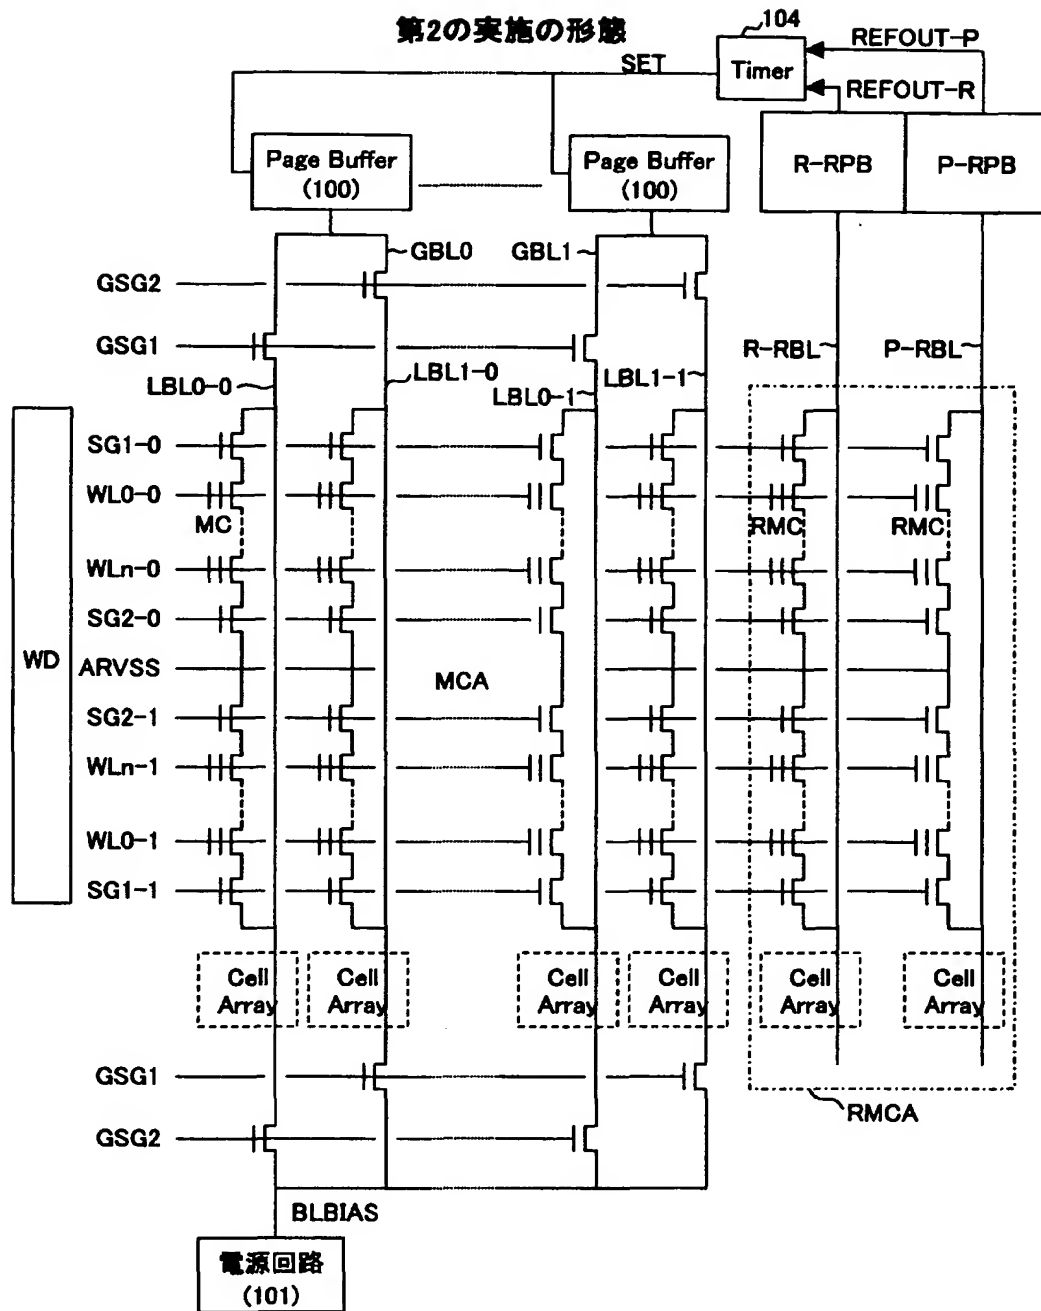 第2の実施の形態
104
REFOUT-P
SET
Timer
REFOUT-R
Page Buffer
(100)
Page Buffer
(100)
R-RPB
P-RPB
GBL0
GBL1
GSG2
GSG1
R-RBL
P-RBL
LBL0-0
LBL1-0
LBL0-1
LBL1-1
SG1-0
WL0-0
MC
RMC
RMC
WLn-0
SG2-0
WD
ARVSS
MCA
SG2-1
WLn-1
WL0-1
SG1-1
Cell
Array
Cell
Array
Cell
Array
Cell
Array
Cell
Array
Cell
Array
GSG1
RMCA
GSG2
BLBIAS
電源回路
(101)